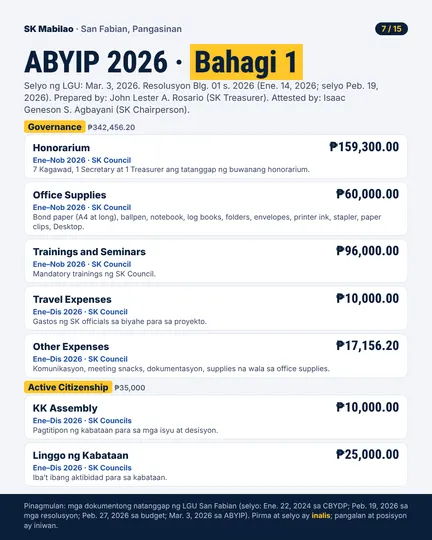 SK Mabilao · San Fabian, Pangasinan
7 / 15
ABYIP 2026 · Bahagi 1
Selyo ng LGU: Mar. 3, 2026. Resolusyon Blg. 01 s. 2026 (Ene. 14, 2026; selyo Peb. 19,
2026). Prepared by: John Lester A. Rosario (SK Treasurer). Attested by: Isaac
Geneson S. Agbayani (SK Chairperson).
Governance ₱342,456.20
Honorarium ₱159,300.00
Ene–Nob 2026 · SK Council
7 Kagawad, 1 Secretary at 1 Treasurer ang tatanggap ng buwanang honorarium.
Office Supplies ₱60,000.00
Ene–Nob 2026 · SK Council
Bond paper (A4 at long), ballpen, notebook, log books, folders, envelopes, printer ink, stapler, paper
clips, Desktop.
Trainings and Seminars ₱96,000.00
Ene–Nob 2026 · SK Council
Mandatory trainings ng SK Council.
Travel Expenses ₱10,000.00
Ene–Dis 2026 · SK Council
Gastos ng SK officials sa biyahe para sa proyekto.
Other Expenses ₱17,156.20
Ene–Dis 2026 · SK Council
Komunikasyon, meeting snacks, dokumentasyon, supplies na wala sa office supplies.
Active Citizenship ₱35,000
KK Assembly ₱10,000.00
Ene–Dis 2026 · SK Councils
Pagtitipon ng kabataan para sa mga isyu at desisyon.
Linggo ng Kabataan ₱25,000.00
Ene–Dis 2026 · SK Councils
Iba't ibang aktibidad para sa kabataan.
Pinagmulan: mga dokumentong natanggap ng LGU San Fabian (selyo: Ene. 22, 2024 sa CBYDP; Peb. 19, 2026 sa
mga resolusyon; Peb. 27, 2026 sa budget; Mar. 3, 2026 sa ABYIP). Pirma at selyo ay inalis; pangalan at posisyon
ay iniwan.